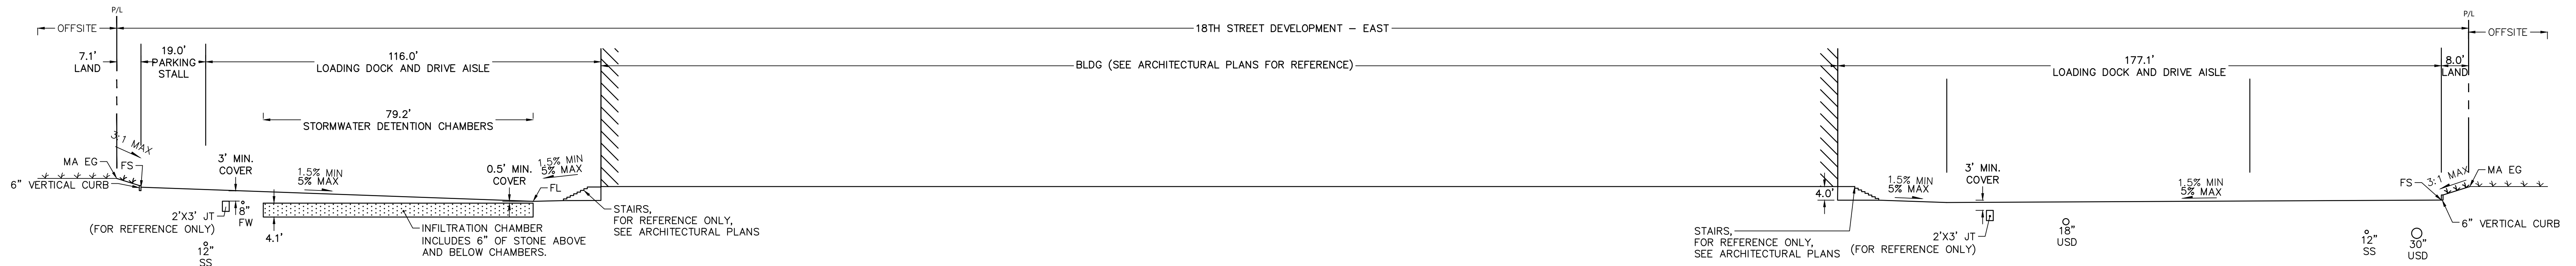 P/L
P/L
OFFSITE
18TH STREET DEVELOPMENT – EAST
OFFSITE
7.1'
LAND
19.0'
PARKING
STALL
116.0'
LOADING DOCK AND DRIVE AISLE
BLDG (SEE ARCHITECTURAL PLANS FOR REFERENCE)
177.1'
LOADING DOCK AND DRIVE AISLE
8.0'
LAND
79.2'
STORMWATER DETENTION CHAMBERS
3:1 MAX
MA EG
FS
6" VERTICAL CURB
3' MIN.
COVER
1.5% MIN
5% MAX
0.5' MIN.
COVER
1.5% MIN
5% MAX
FL
2'X3' JT
(FOR REFERENCE ONLY)
8"
FW
4.1'
12"
SS
INFILTRATION CHAMBER
INCLUDES 6" OF STONE ABOVE
AND BELOW CHAMBERS.
STAIRS,
FOR REFERENCE ONLY,
SEE ARCHITECTURAL PLANS
4.0'
STAIRS,
FOR REFERENCE ONLY,
SEE ARCHITECTURAL PLANS
1.5% MIN
5% MAX
3' MIN.
COVER
2'X3' JT
(FOR REFERENCE ONLY)
18"
USD
1.5% MIN
5% MAX
12"
SS
30"
USD
FS
3:1 MAX
MA EG
6" VERTICAL CURB